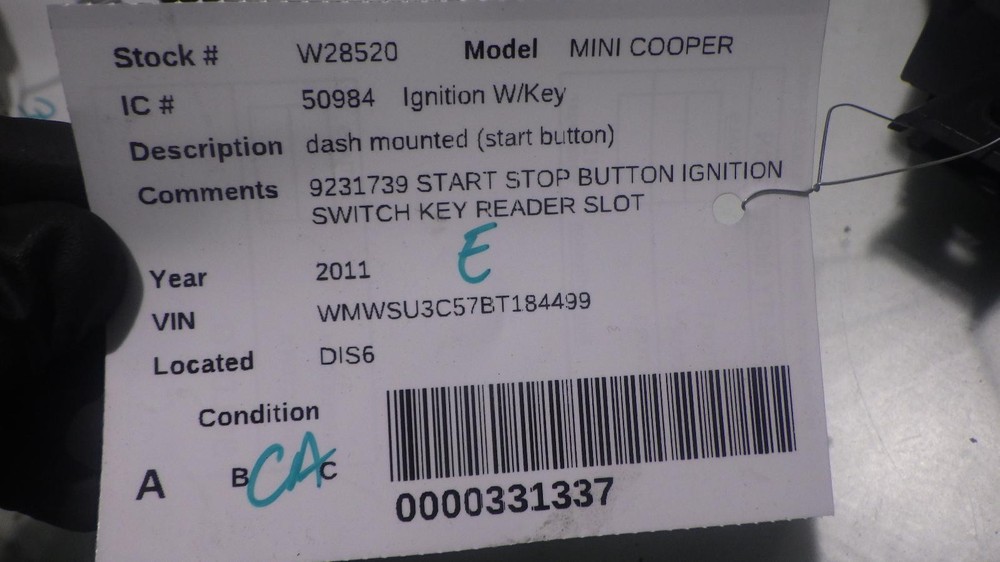 Stock # W28520 Model MINI COOPER
IC # 50984 Ignition W/Key
Description dash mounted (start button)
Comments 9231739 START STOP BUTTON IGNITION
SWITCH KEY READER SLOT
E
Year 2011
VIN WMWSU3C57BT184499
Located DIS6
Condition
A B CA C
0000331337